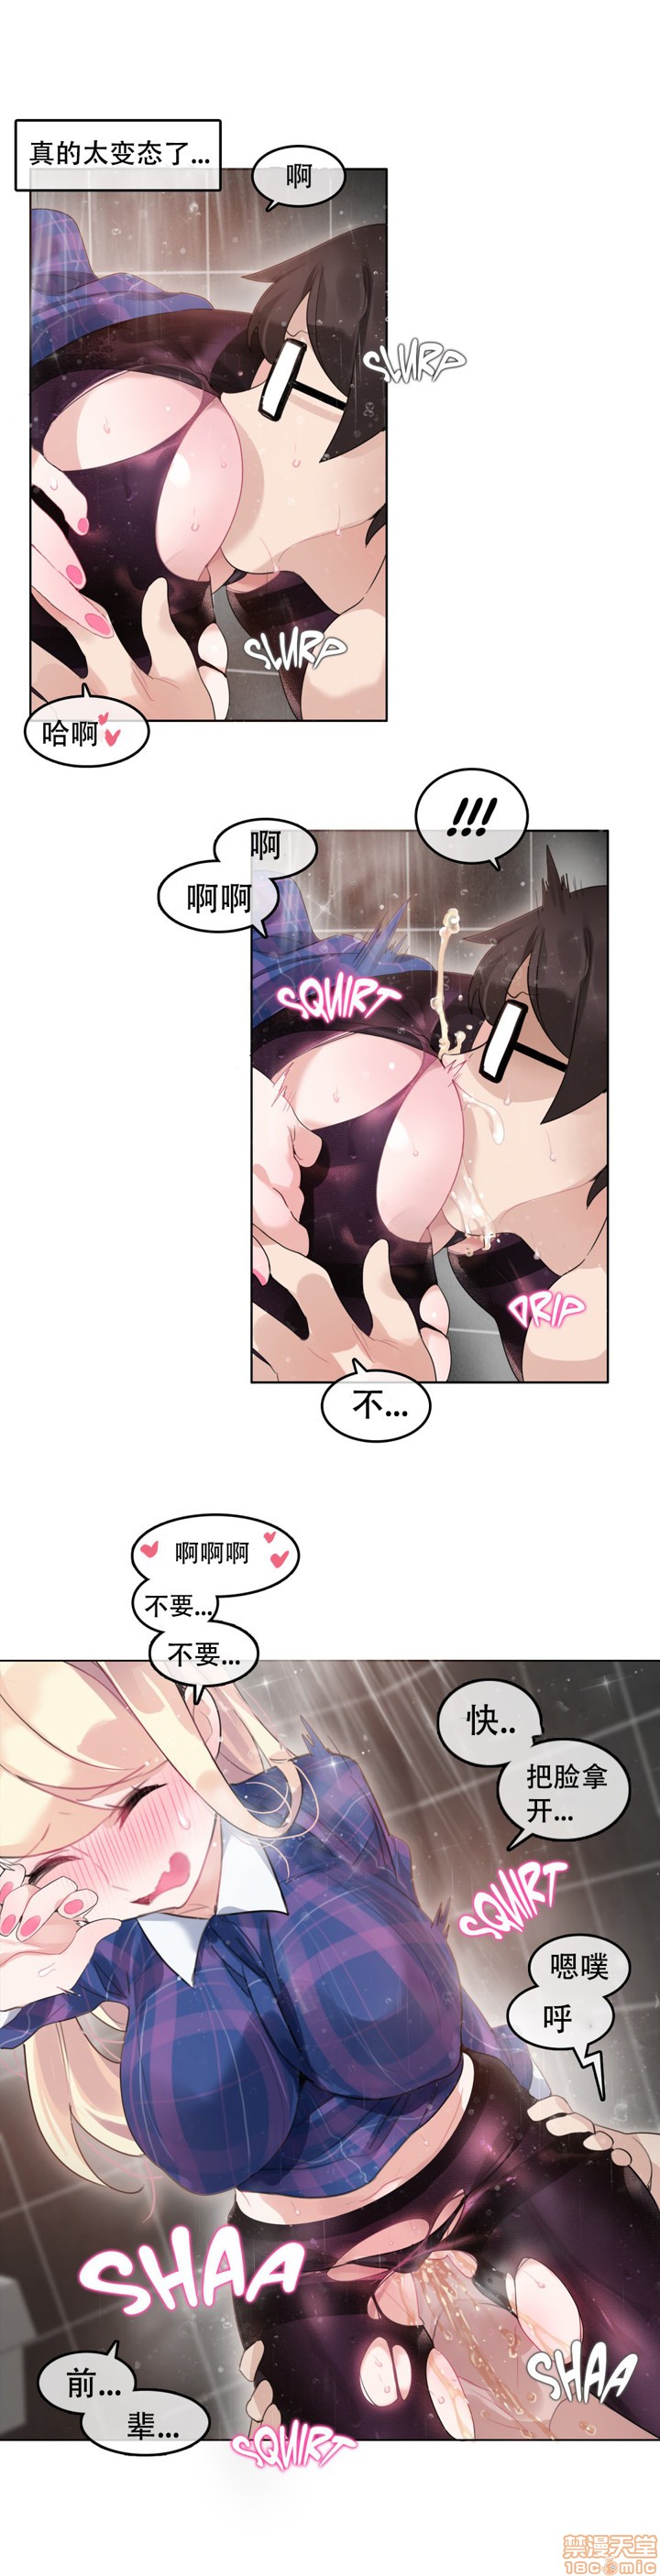 真的太变态了...
啊
SLURP
SLURP
哈啊
!!!
啊
啊啊
SQUIRT
DRIP
不...
啊啊啊
不要...
不要...
快..
把脸拿
开...
SQUIRT
嗯噗
呼
SHAA
SHAA
前...
辈...
SQUIRT
禁漫天堂
18comic